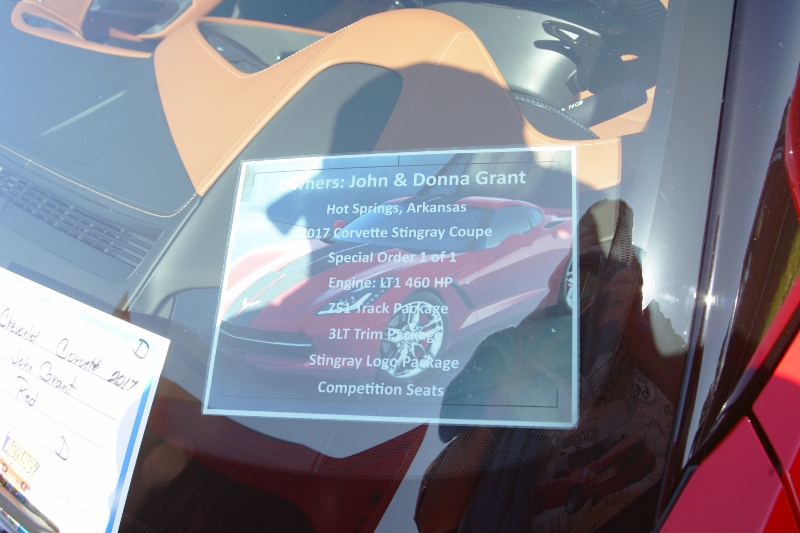 Owners: John & Donna Grant
Hot Springs, Arkansas
2017 Corvette Stingray Coupe
Special Order 1 of 1
Engine: LT1 460 HP
Z51 Track Package
3LT Trim Package
Stingray Logo Package
Competition Seats
D
Corvette 2017
John Grant
Red
D